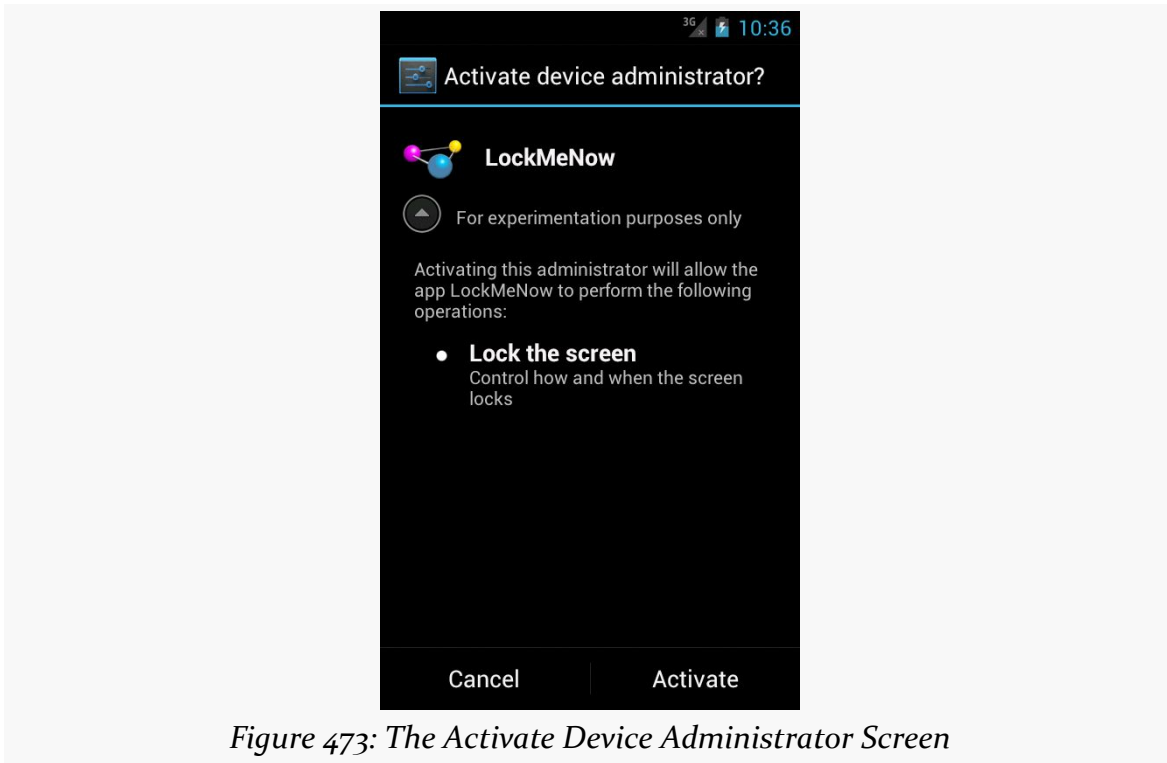 3G 10:36
Activate device administrator?
LockMeNow
For experimentation purposes only
Activating this administrator will allow the
app LockMeNow to perform the following
operations:
Lock the screen
Control how and when the screen
locks
Cancel Activate
Figure 473: The Activate Device Administrator Screen